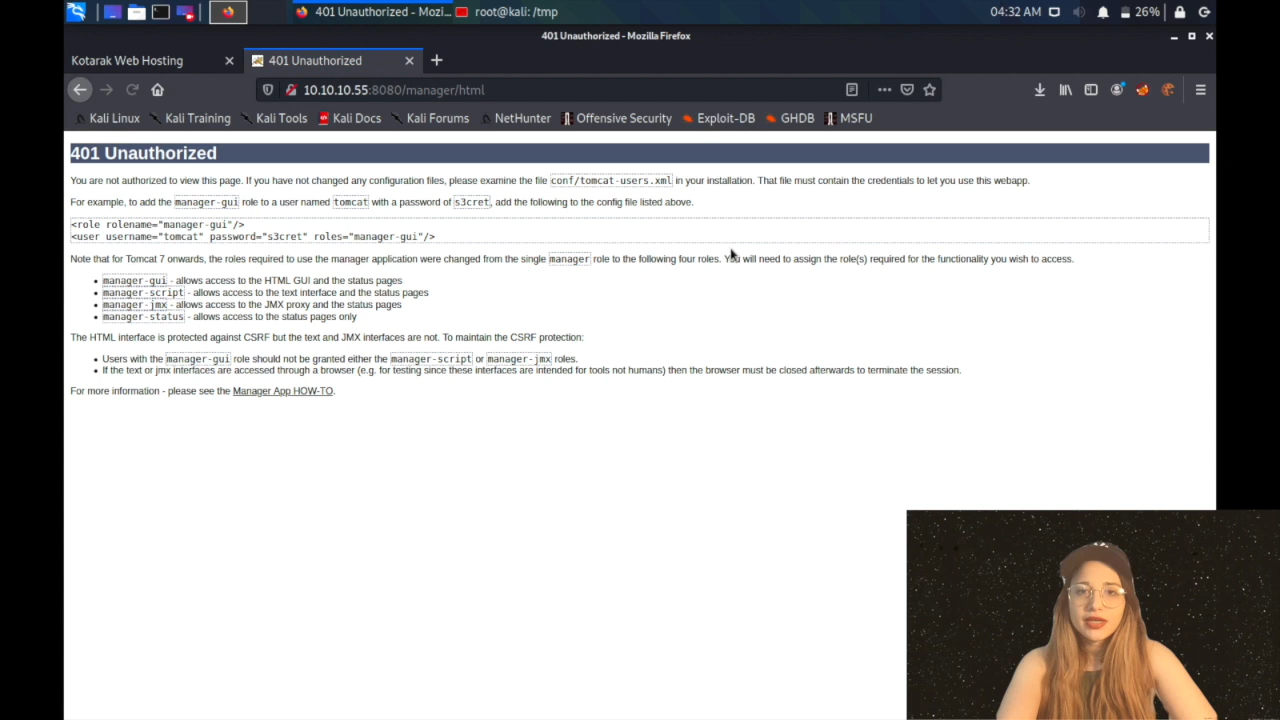 401 Unauthorized - Mozi...
root@kali: /tmp
04:32 AM
26%
401 Unauthorized - Mozilla Firefox
Kotarak Web Hosting
401 Unauthorized
10.10.10.55:8080/manager/html
Kali Linux
Kali Training
Kali Tools
Kali Docs
Kali Forums
NetHunter
Offensive Security
Exploit-DB
GHDB
MSFU
401 Unauthorized
You are not authorized to view this page. If you have not changed any configuration files, please examine the file conf/tomcat-users.xml in your installation. That file must contain the credentials to let you use this webapp.
For example, to add the manager-gui role to a user named tomcat with a password of s3cret, add the following to the config file listed above.
<role rolename="manager-gui"/>
<user username="tomcat" password="s3cret" roles="manager-gui"/>
Note that for Tomcat 7 onwards, the roles required to use the manager application were changed from the single manager role to the following four roles. You will need to assign the role(s) required for the functionality you wish to access.
manager-gui - allows access to the HTML GUI and the status pages
manager-script - allows access to the text interface and the status pages
manager-jmx - allows access to the JMX proxy and the status pages
manager-status - allows access to the status pages only
The HTML interface is protected against CSRF but the text and JMX interfaces are not. To maintain the CSRF protection:
Users with the manager-gui role should not be granted either the manager-script or manager-jmx roles.
If the text or jmx interfaces are accessed through a browser (e.g. for testing since these interfaces are intended for tools not humans) then the browser must be closed afterwards to terminate the session.
For more information - please see the Manager App HOW-TO.